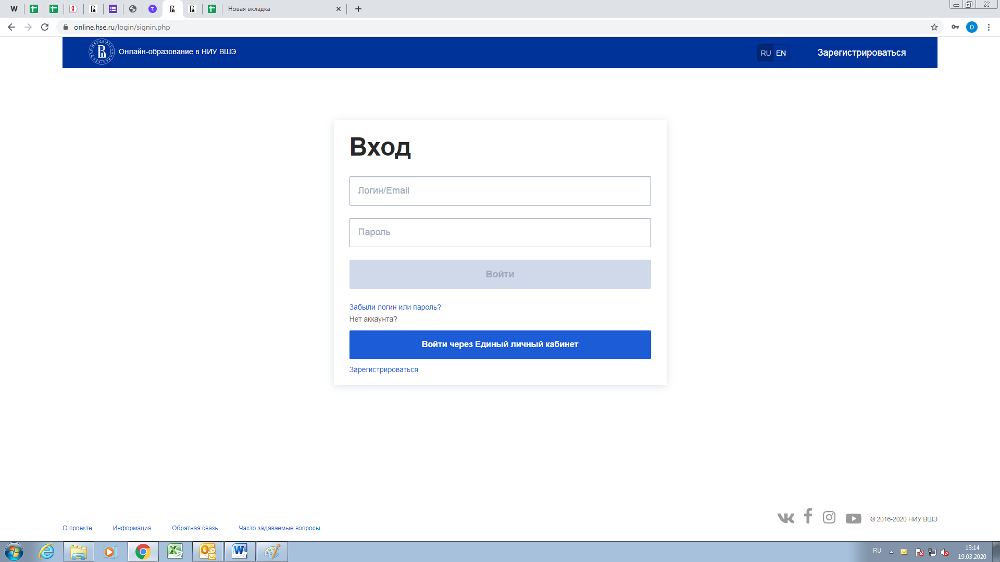 Новая вкладка
online.hse.ru/login/signin.php
Онлайн-образование в НИУ ВШЭ
RU EN
Зарегистрироваться
Вход
Логин/Email
Пароль
Войти
Забыли логин или пароль?
Нет аккаунта?
Войти через Единый личный кабинет
Зарегистрироваться
© 2016-2020 НИУ ВШЭ
О проекте
Информация
Обратная связь
Часто задаваемые вопросы
RU
13:14
19.03.2020